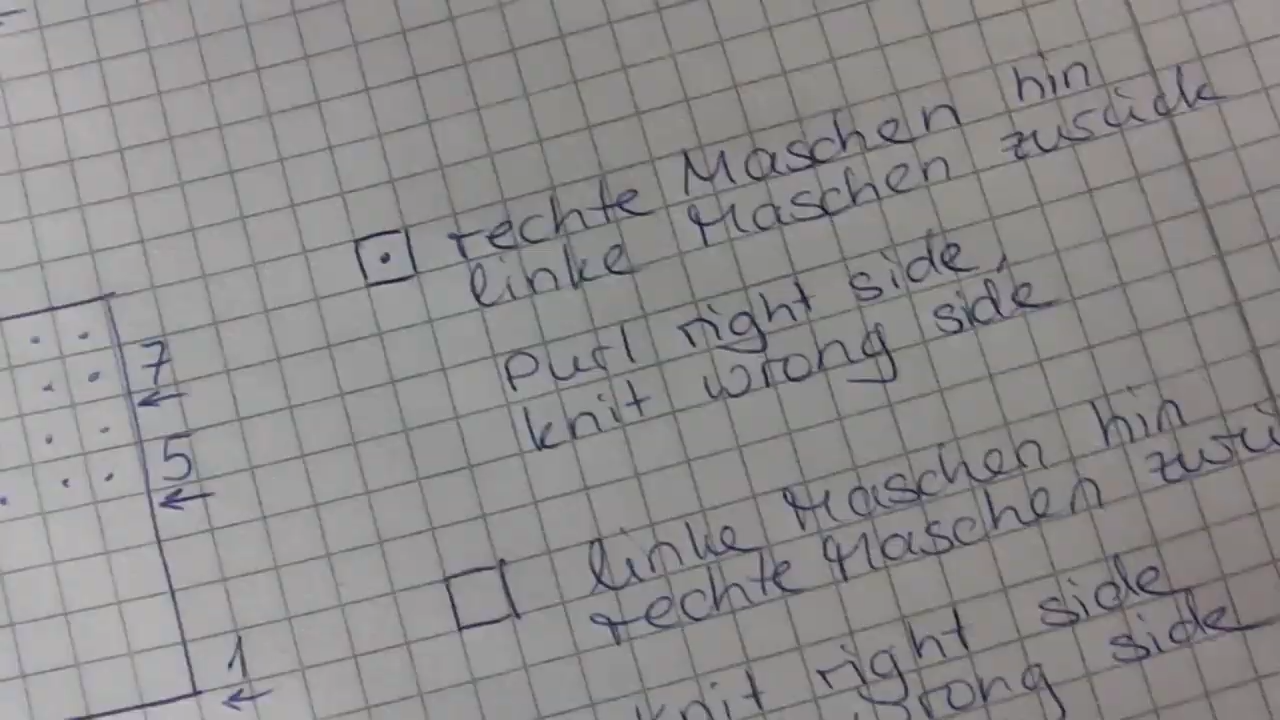 rechte Maschen hin
linke Maschen zurück
purl right side,
knit wrong side
7
5
linke Maschen hin
rechte Maschen
right side
side
1